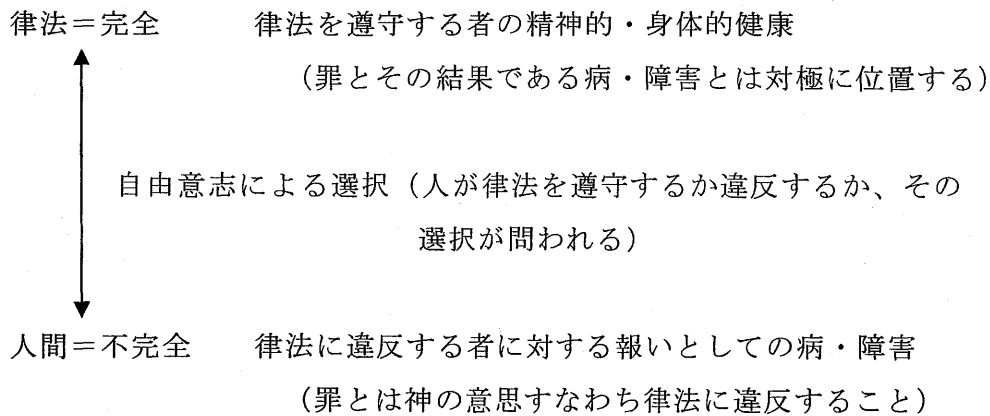 律法＝完全　律法を遵守する者の精神的・身体的健康
（罪とその結果である病・障害とは対極に位置する）
自由意志による選択（人が律法を遵守するか違反するか、その
選択が問われる）
人間＝不完全　律法に違反する者に対する報いとしての病・障害
（罪とは神の意思すなわち律法に違反すること）